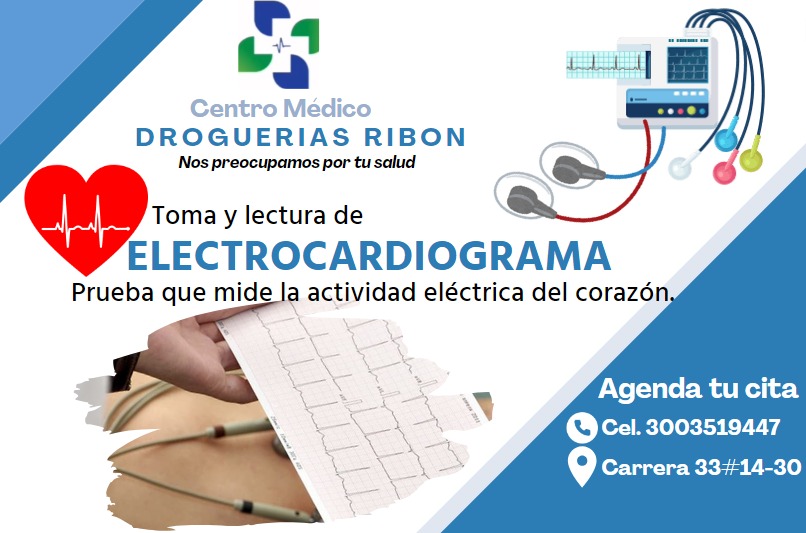 Centro Médico
DROGUERIAS RIBON
Nos preocupamos por tu salud
Toma y lectura de
ELECTROCARDIOGRAMA
Prueba que mide la actividad eléctrica del corazón.
Agenda tu cita
Cel. 3003519447
Carrera 33#14-30